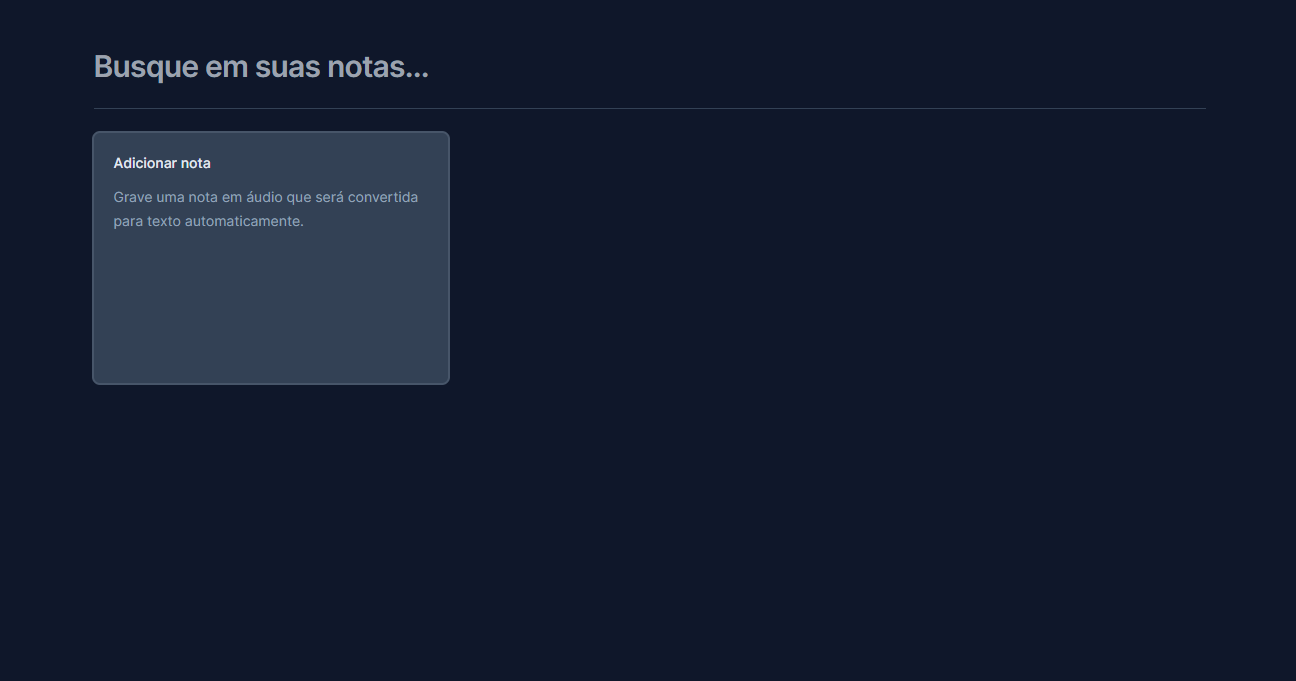 Busque em suas notas...
Adicionar nota
Grave uma nota em áudio que será convertida
para texto automaticamente.